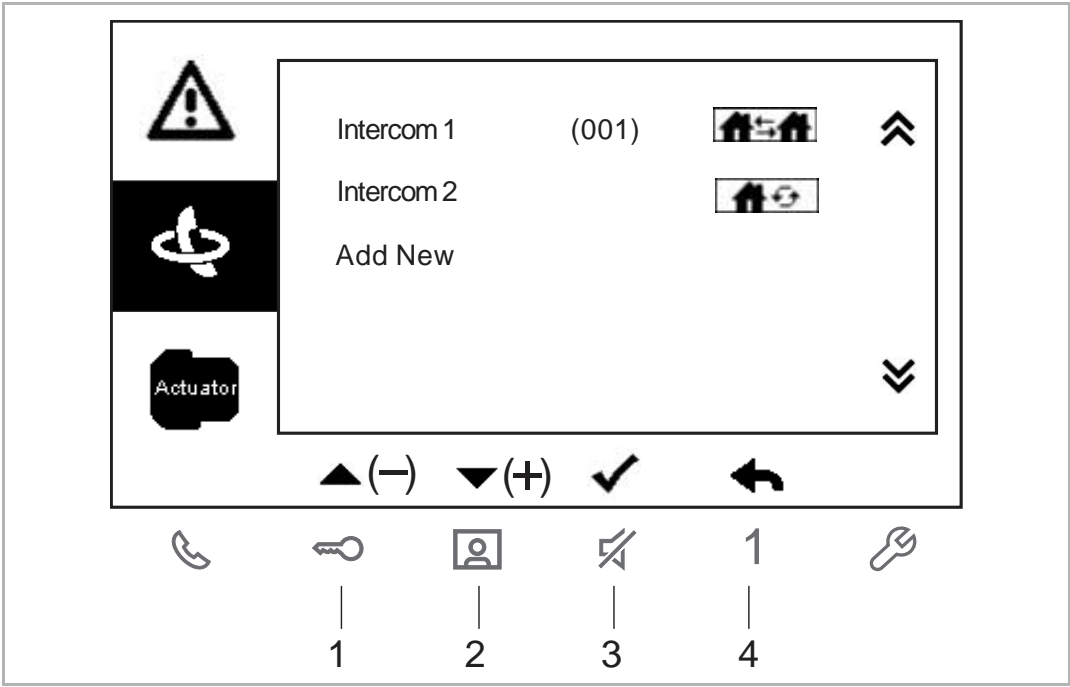 Intercom 1 (001)
Intercom 2
Add New
Actuator
(−) (+)
1
1 2 3 4